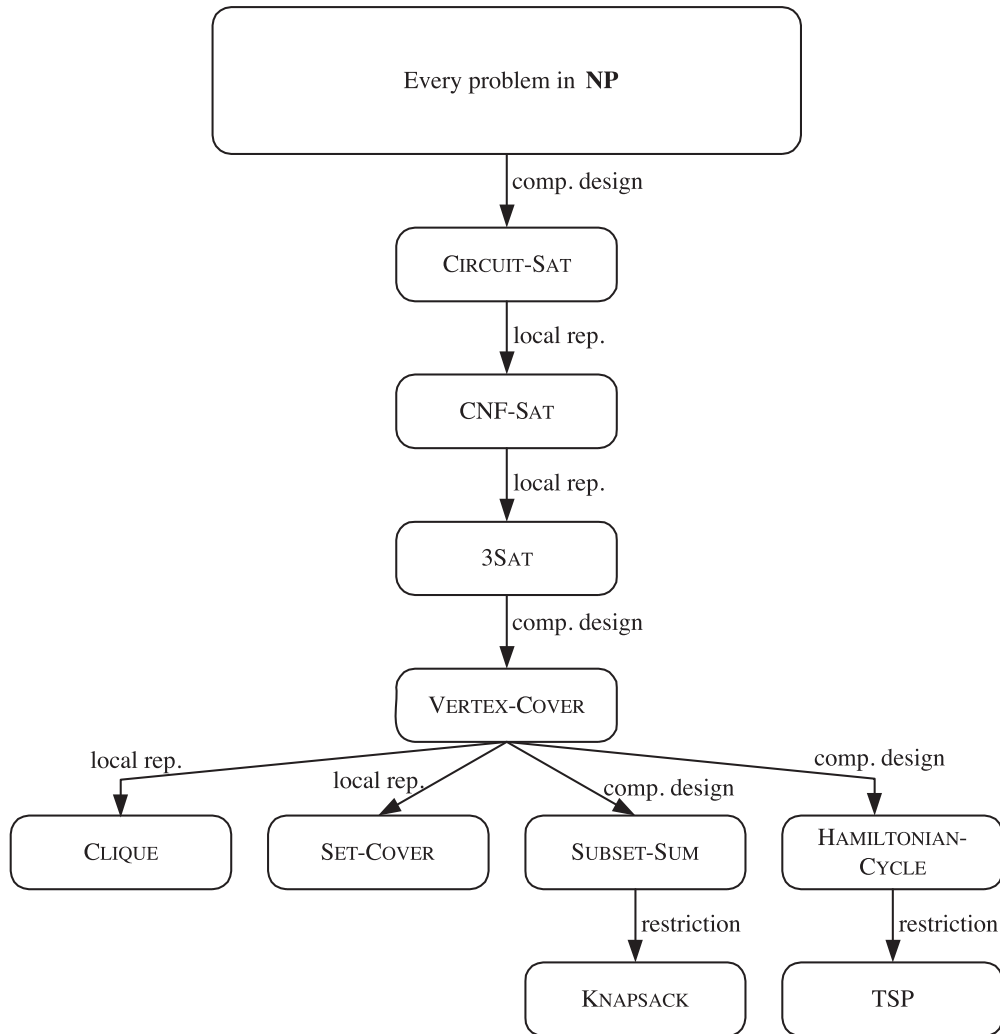 Every problem in NP
comp. design
CIRCUIT-SAT
local rep.
CNF-SAT
local rep.
3SAT
comp. design
VERTEX-COVER
local rep.
local rep.
comp. design
comp. design
CLIQUE
SET-COVER
SUBSET-SUM
HAMILTONIAN-
CYCLE
restriction
restriction
KNAPSACK
TSP